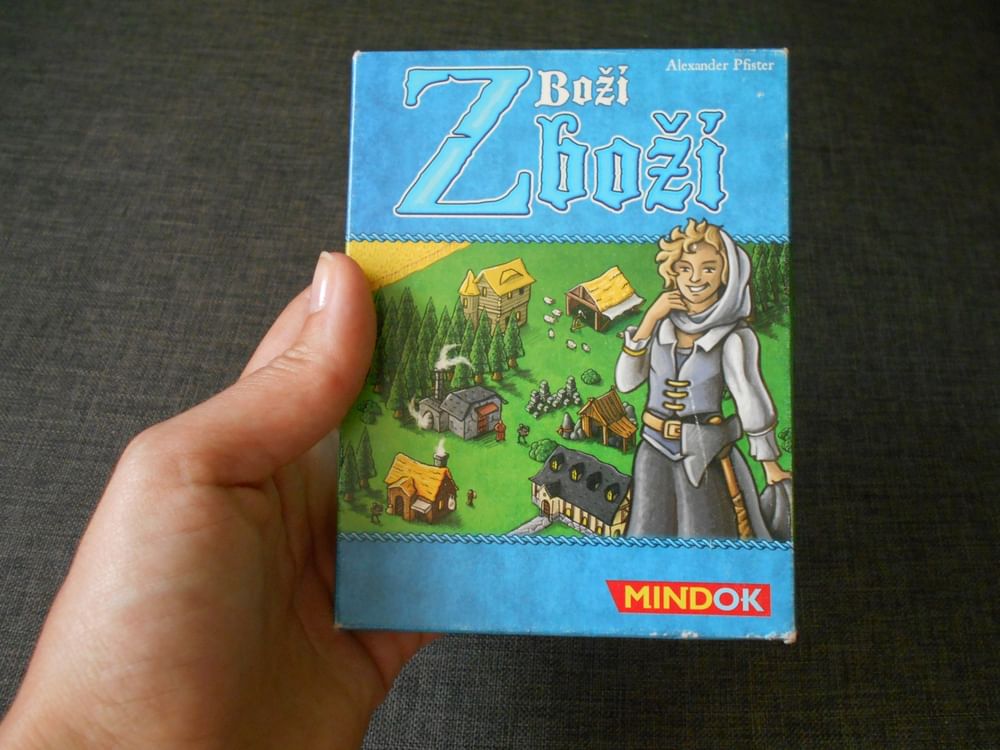 Alexander Pfister
Boží
Zboží
MINDOK